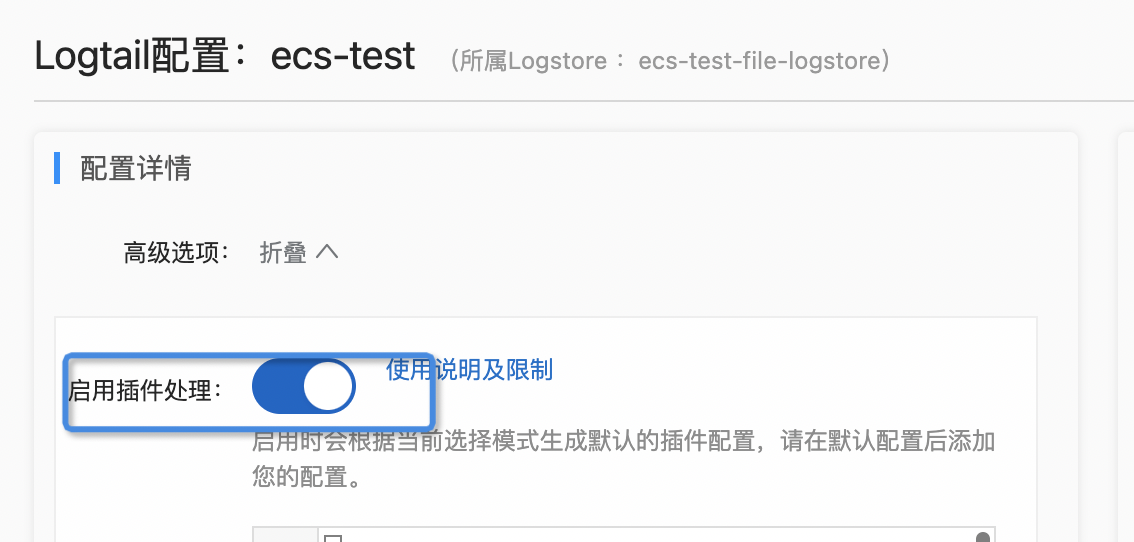 Logtail配置：ecs-test （所属Logstore ：ecs-test-file-logstore）
配置详情
高级选项： 折叠
启用插件处理： 使用说明及限制
启用时会根据当前选择模式生成默认的插件配置，请在默认配置后添加
您的配置。